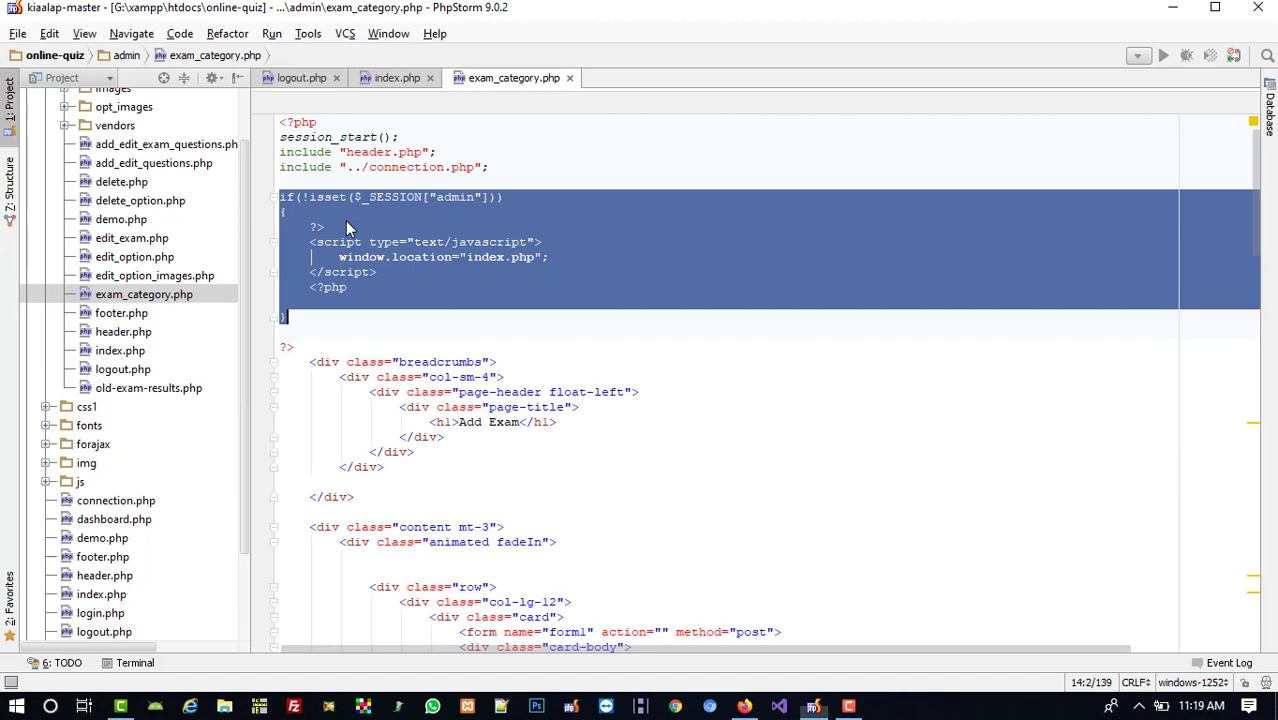 kiaalap-master - [G:\xampp\htdocs\online-quiz] - ...\admin\exam_category.php - PhpStorm 9.0.2
File Edit View Navigate Code Refactor Run Tools VCS Window Help
online-quiz admin exam_category.php
Project
logout.php index.php exam_category.php
1: Project
7: Structure
2: Favorites
Database
images
opt_images
vendors
add_edit_exam_questions.ph
add_edit_questions.php
delete.php
delete_option.php
demo.php
edit_exam.php
edit_option.php
edit_option_images.php
exam_category.php
footer.php
header.php
index.php
logout.php
old-exam-results.php
css1
fonts
forajax
img
js
connection.php
dashboard.php
demo.php
footer.php
header.php
index.php
login.php
logout.php
<?php
session_start();
include "header.php";
include "../connection.php";
if(!isset($_SESSION["admin"]))
{
?>
<script type="text/javascript">
window.location="index.php";
</script>
<?php
}
?>
<div class="breadcrumbs">
<div class="col-sm-4">
<div class="page-header float-left">
<div class="page-title">
<h1>Add Exam</h1>
</div>
</div>
</div>
</div>
<div class="content mt-3">
<div class="animated fadeIn">
<div class="row">
<div class="col-lg-12">
<div class="card">
<form name="form1" action="" method="post">
<div class="card-body">
6: TODO Terminal Event Log
14:2/139 CRLF windows-1252
11:19 AM